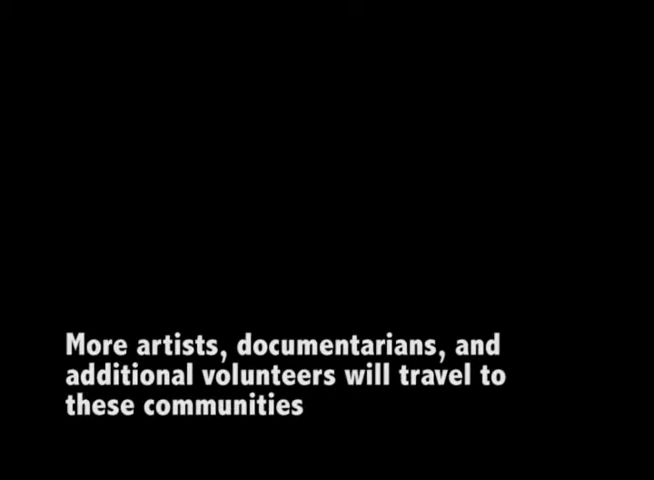 More artists, documentarians, and
additional volunteers will travel to
these communities